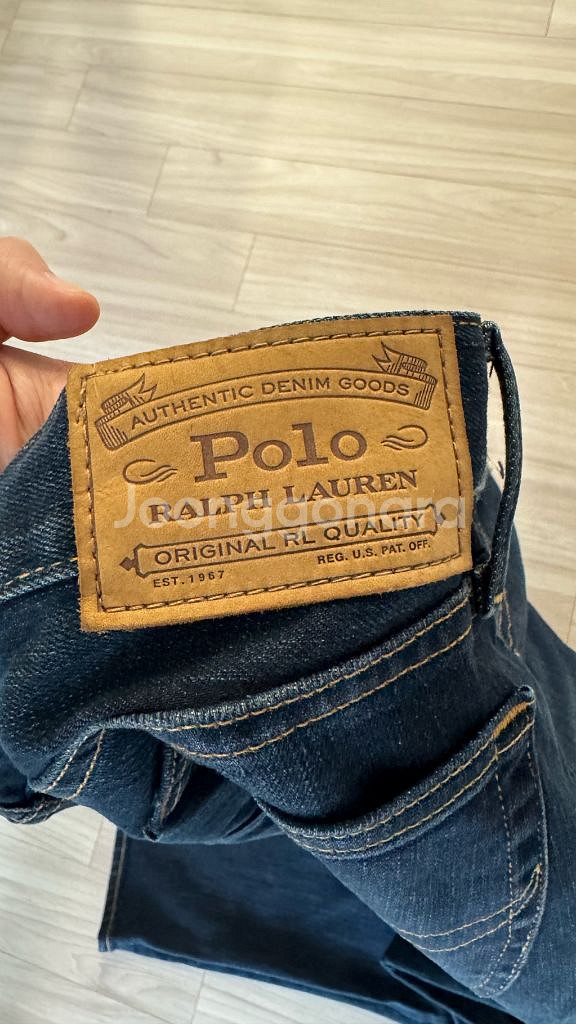 AUTHENTIC DENIM GOODS
Polo
RALPH LAUREN
Joonggonara
ORIGINAL RL QUALITY
EST. 1967 REG. U.S. PAT. OFF.